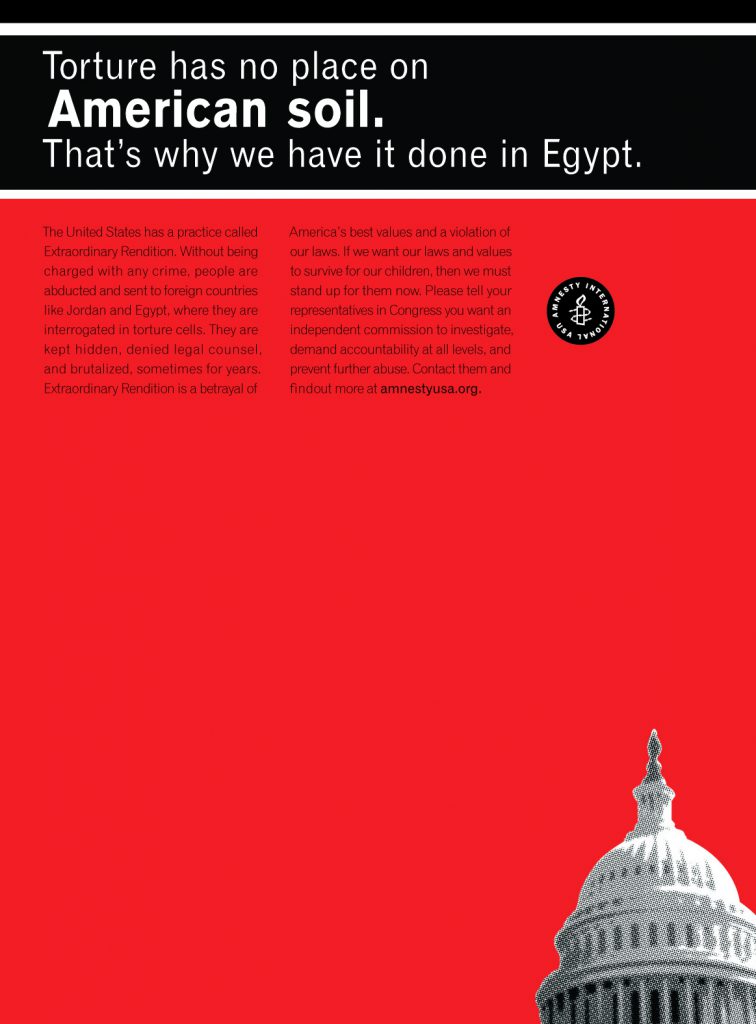 Torture has no place on
American soil.
That's why we have it done in Egypt.
The United States has a practice called
Extraordinary Rendition. Without being
charged with any crime, people are
abducted and sent to foreign countries
like Jordan and Egypt, where they are
interrogated in torture cells. They are
kept hidden, denied legal counsel,
and brutalized, sometimes for years.
Extraordinary Rendition is a betrayal of
America's best values and a violation of
our laws. If we want our laws and values
to survive for our children, then we must
stand up for them now. Please tell your
representatives in Congress you want an
independent commission to investigate,
demand accountability at all levels, and
prevent further abuse. Contact them and
findout more at amnestyusa.org.
AMNESTY INTERNATIONAL USA